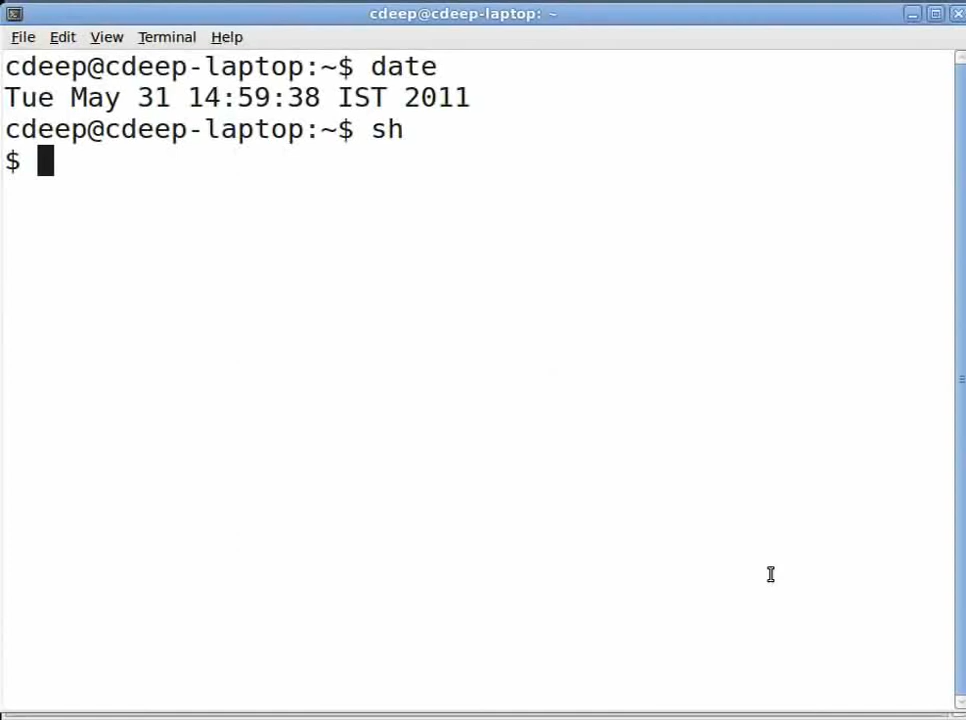 cdeep@cdeep-laptop: ~
File Edit View Terminal Help
cdeep@cdeep-laptop:~$ date
Tue May 31 14:59:38 IST 2011
cdeep@cdeep-laptop:~$ sh
$